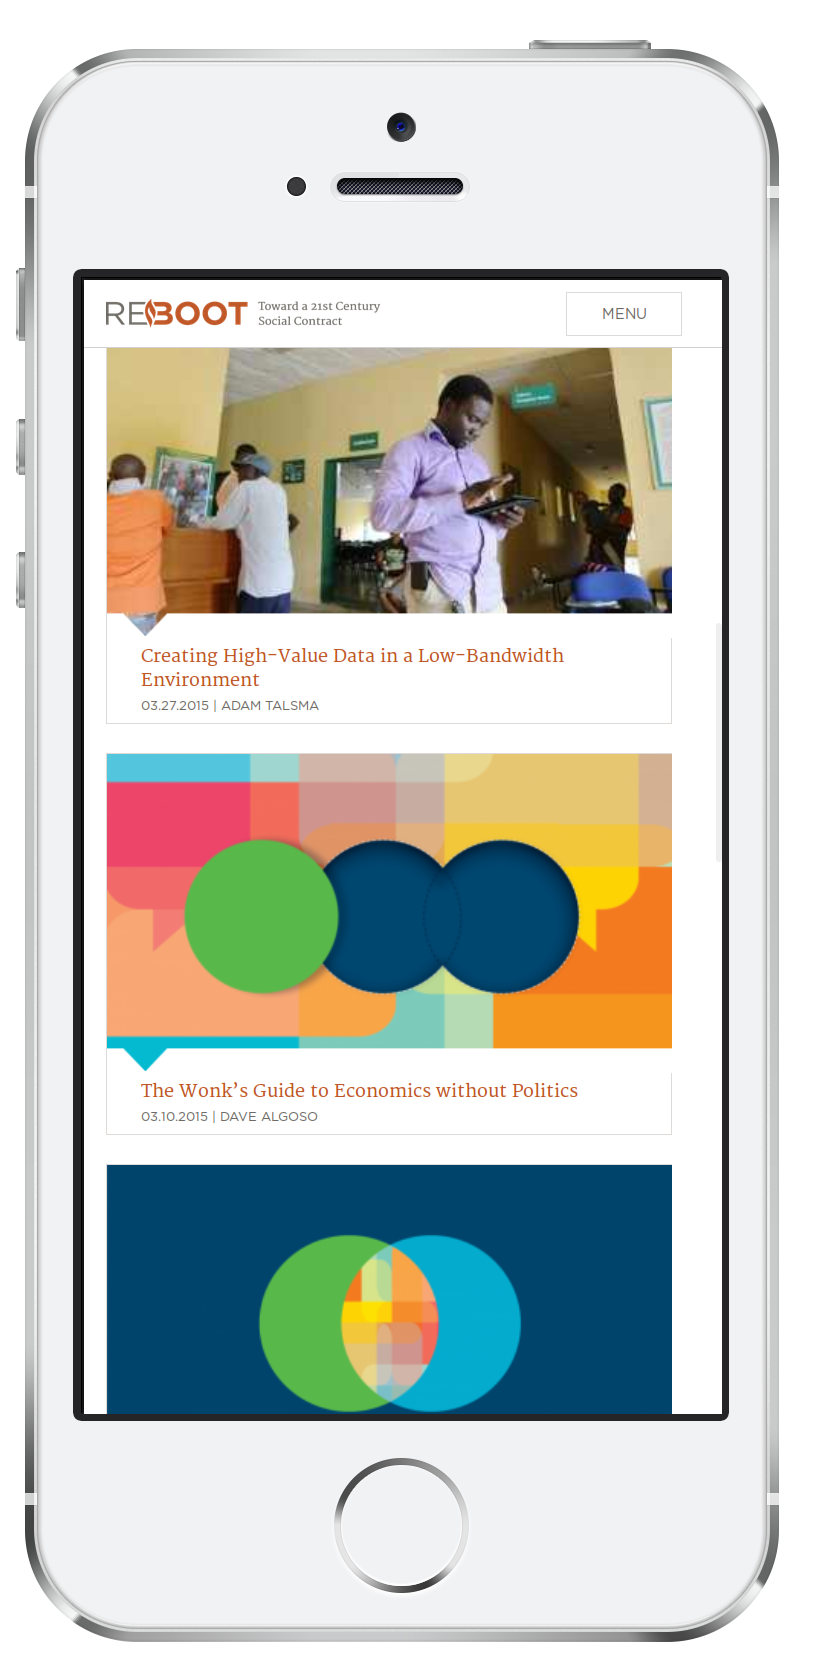 REBOOT
Toward a 21st Century
Social Contract
MENU
Creating High-Value Data in a Low-Bandwidth
Environment
03.27.2015 | ADAM TALSMA
The Wonk's Guide to Economics without Politics
03.10.2015 | DAVE ALGOSO